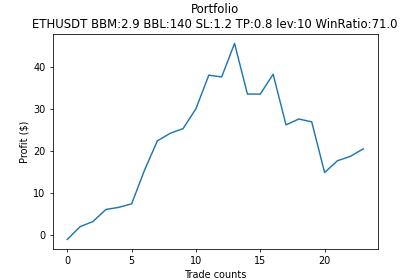 Portfolio
ETHUSDT BBM:2.9 BBL:140 SL:1.2 TP:0.8 lev:10 WinRatio:71.0
Profit ($)
40
30
20
10
0
0 5 10 15 20
Trade counts